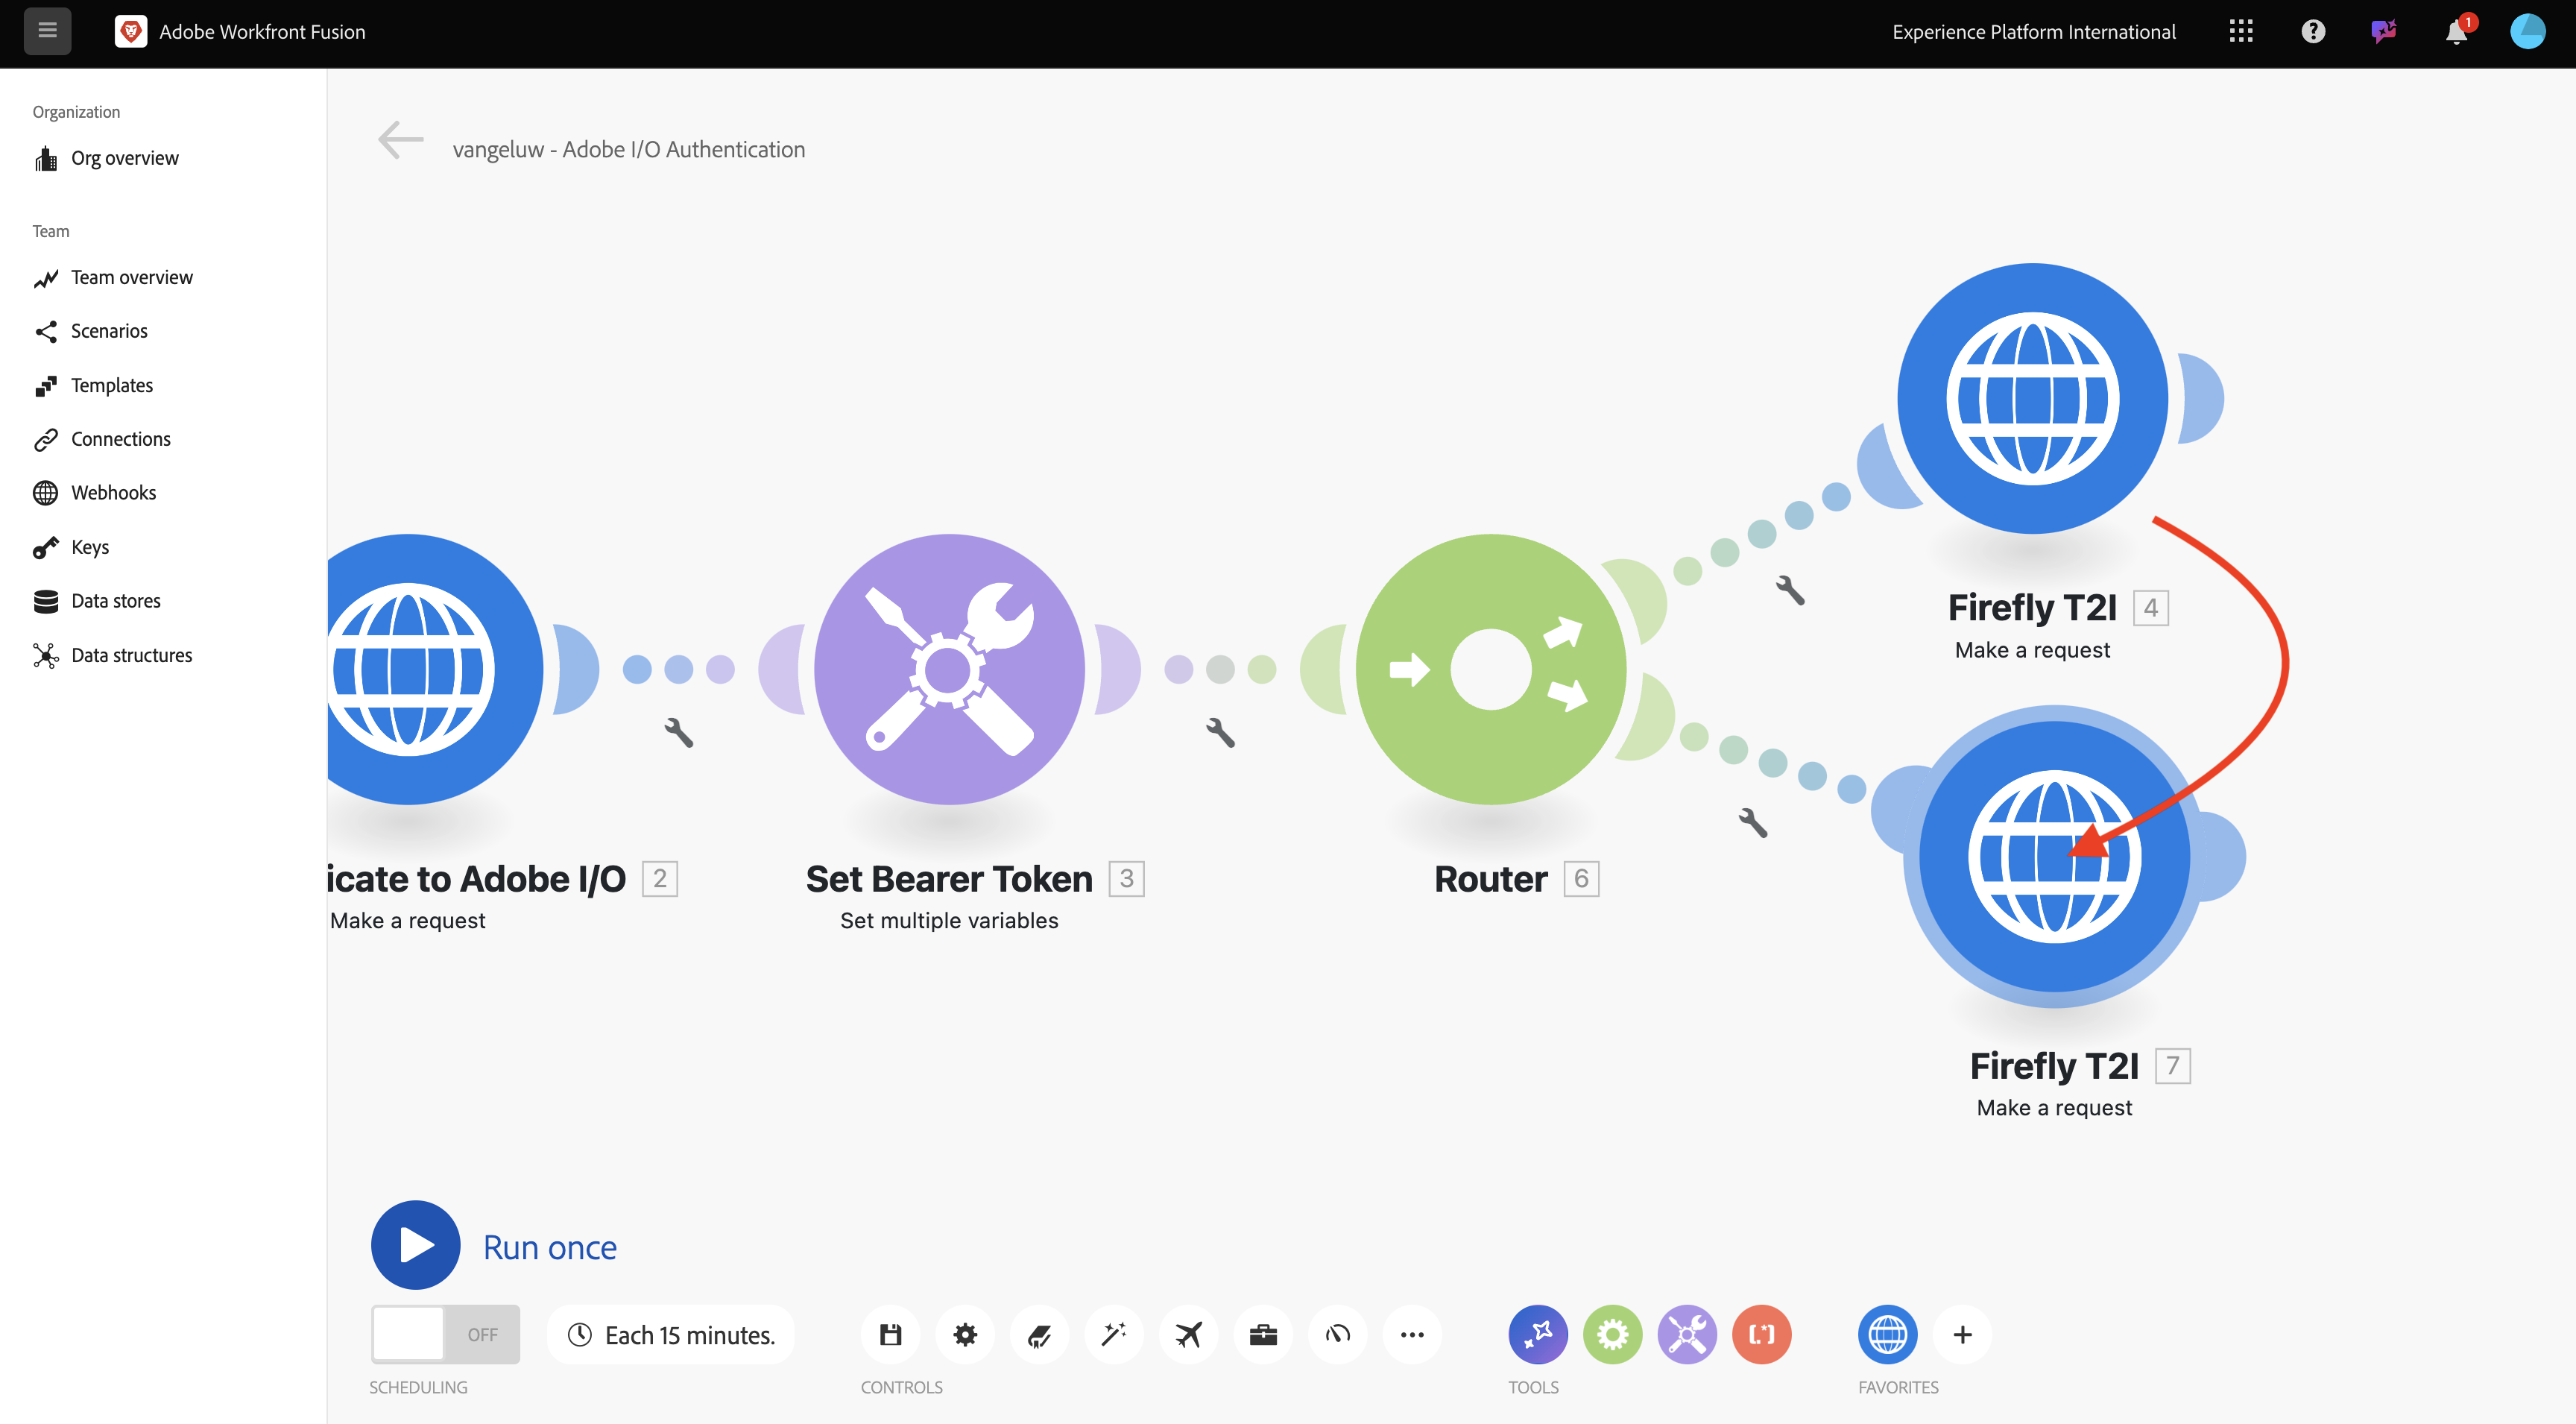 Adobe Workfront Fusion
Experience Platform International
1
Organization
Org overview
Team
Team overview
Scenarios
Templates
Connections
Webhooks
Keys
Data stores
Data structures
vangeluw - Adobe I/O Authentication
icate to Adobe I/O 2
Make a request
Set Bearer Token 3
Set multiple variables
Router 6
Firefly T2I 4
Make a request
Firefly T2I 7
Make a request
Run once
OFF
Each 15 minutes.
[.*]
SCHEDULING
CONTROLS
TOOLS
FAVORITES